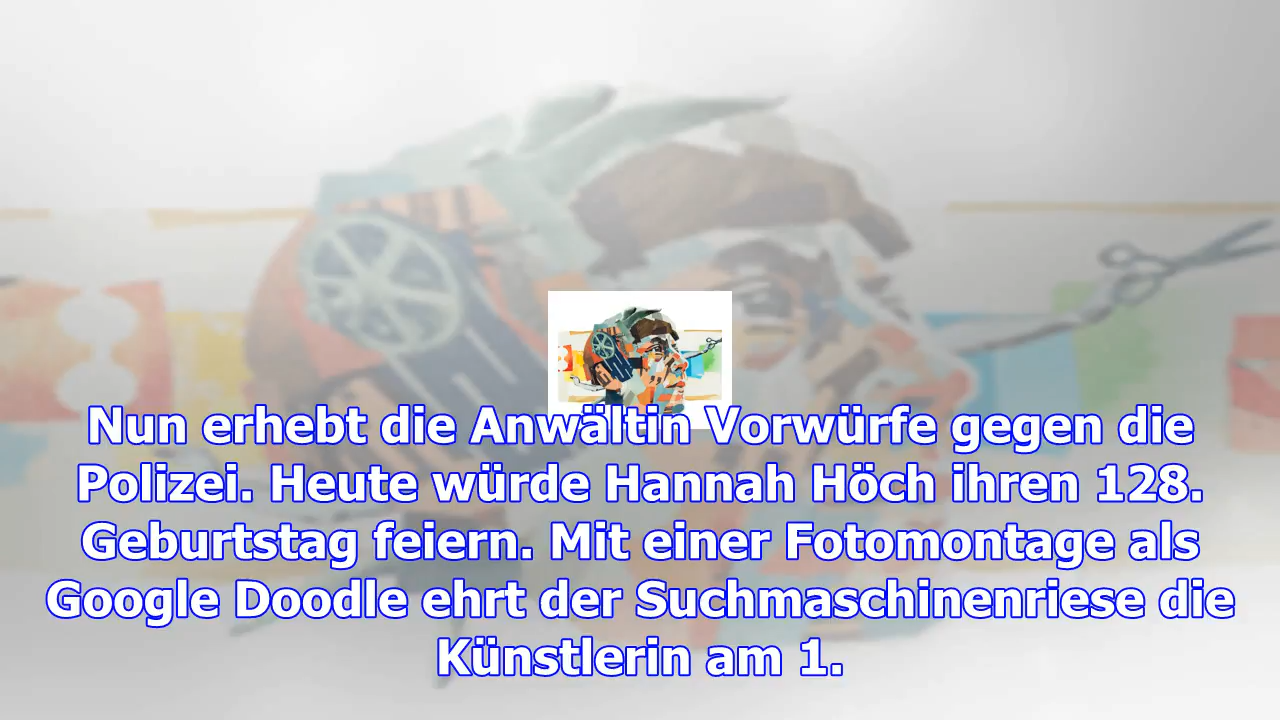 Nun erhebt die Anwältin Vorwürfe gegen die
Polizei. Heute würde Hannah Höch ihren 128.
Geburtstag feiern. Mit einer Fotomontage als
Google Doodle ehrt der Suchmaschinenriese die
Künstlerin am 1.